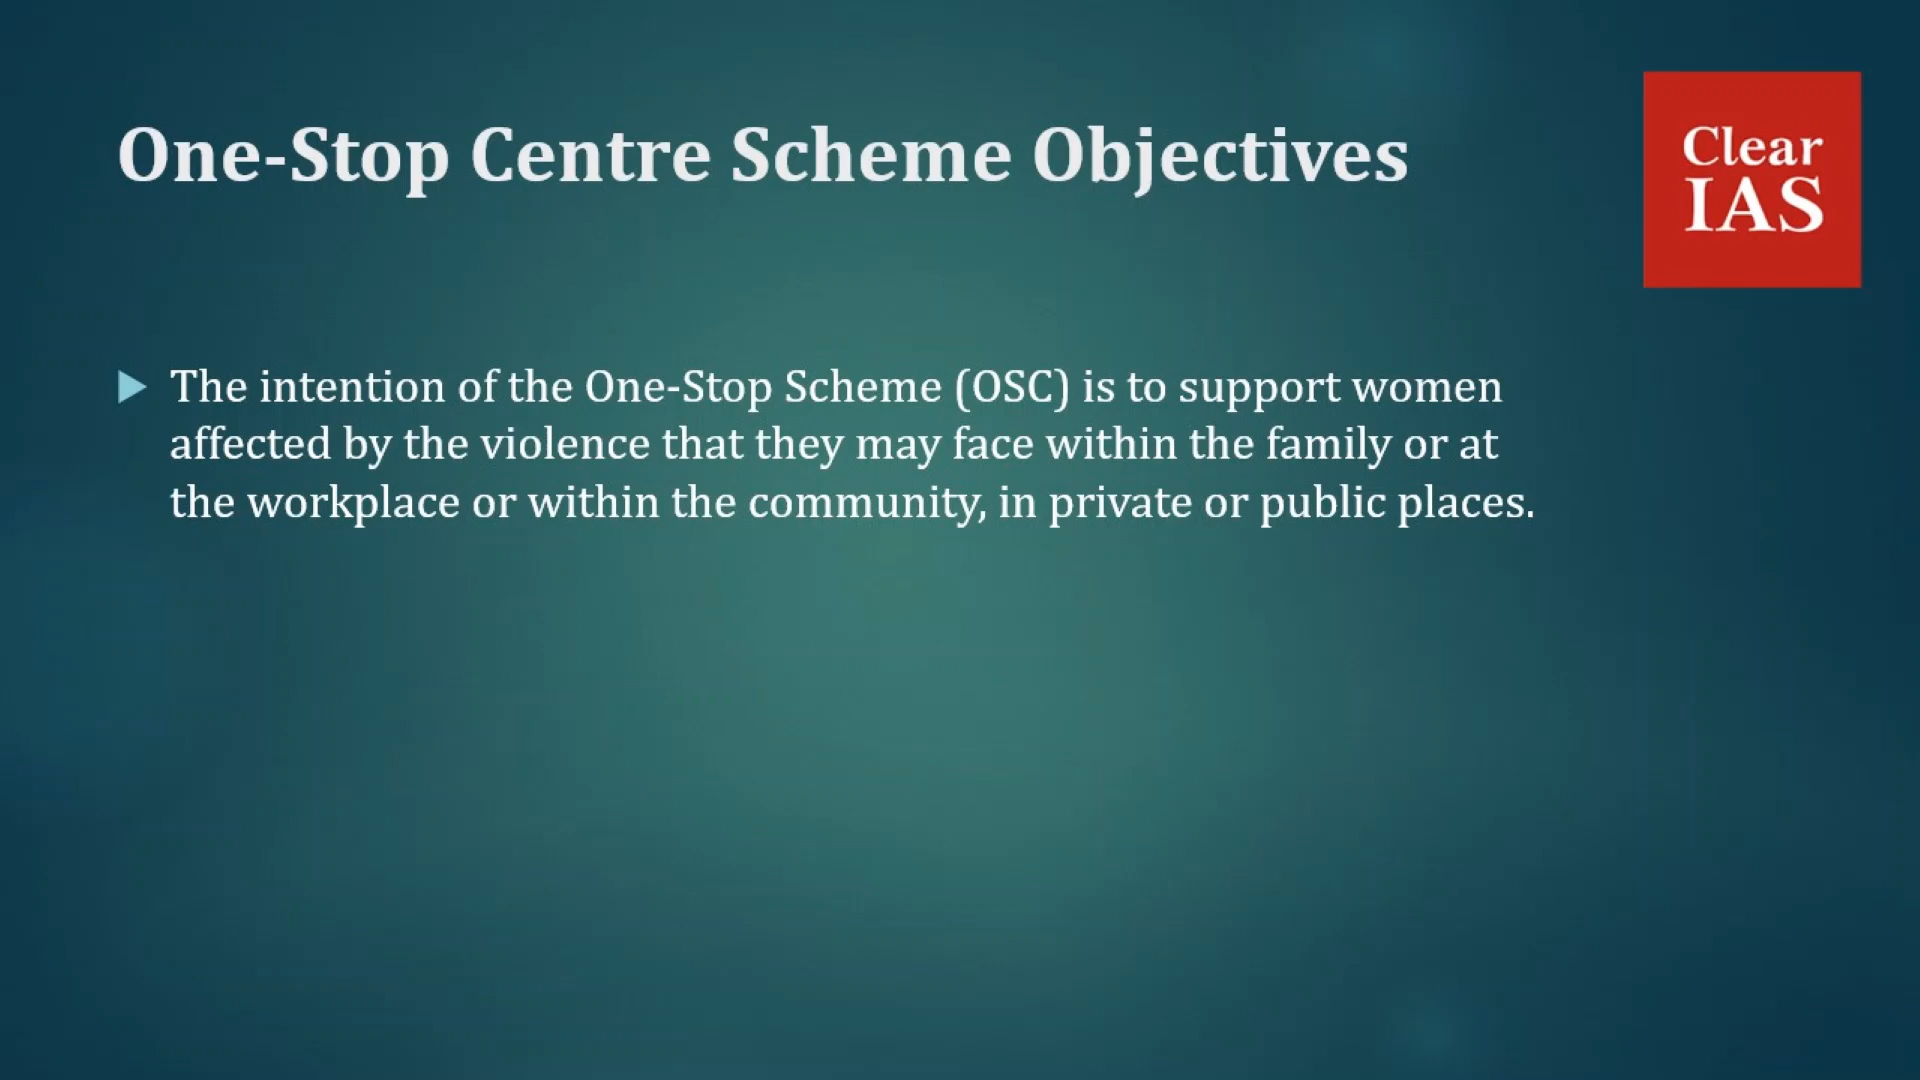 One-Stop Centre Scheme Objectives
Clear
IAS
The intention of the One-Stop Scheme (OSC) is to support women
affected by the violence that they may face within the family or at
the workplace or within the community, in private or public places.